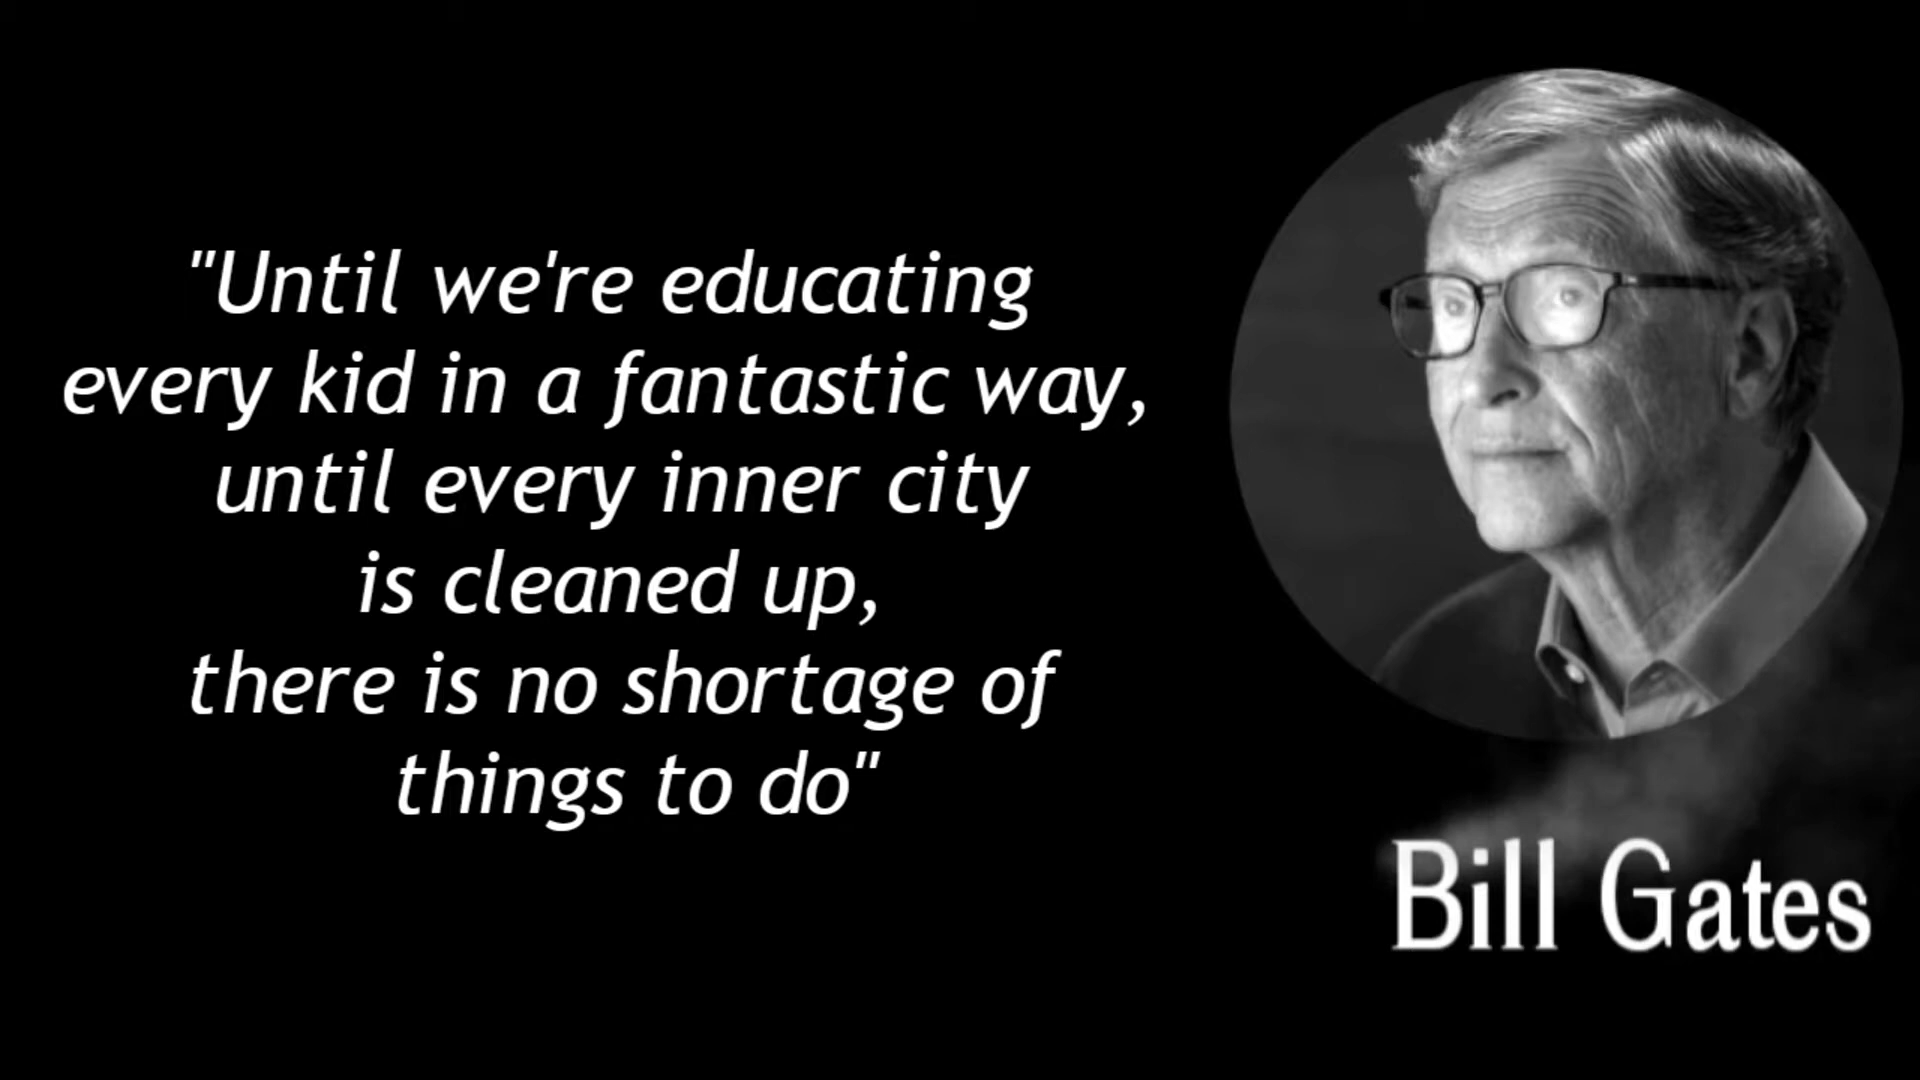 "Until we're educating
every kid in a fantastic way,
until every inner city
is cleaned up,
there is no shortage of
things to do"
Bill Gates